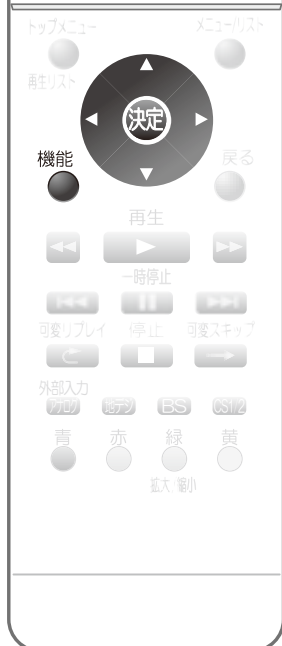 トップメニュー メニュー/リスト
再生リスト
決定
機能 戻る
再生
一時停止
可変リプレイ 停止 可変スキップ
外部入力
アナログ 地デジ BS CS1,2
青 赤 緑 黄
拡大/縮小